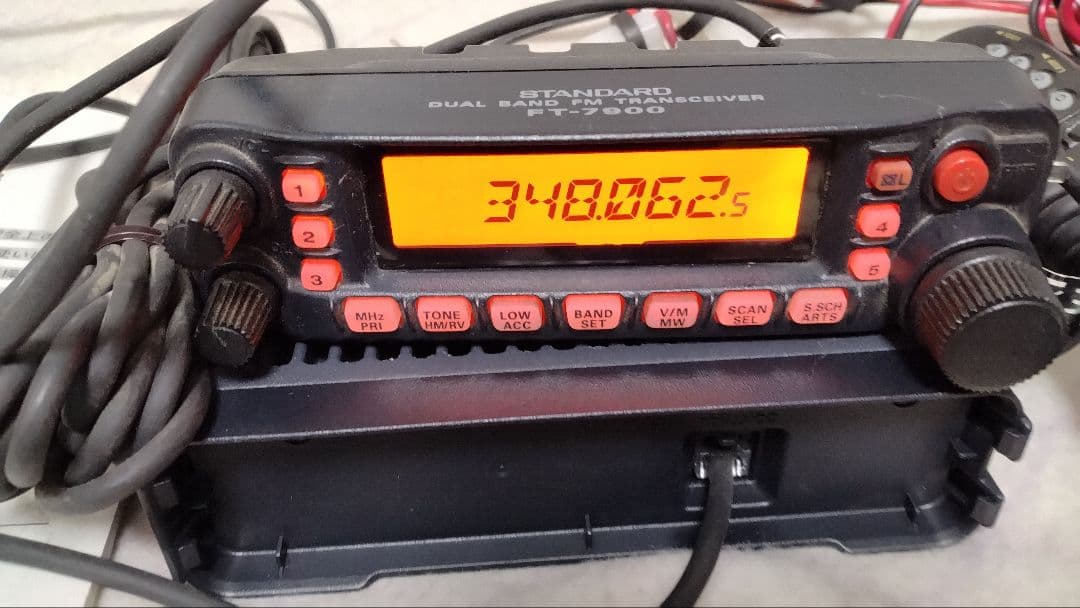 STANDARD
DUAL BAND FM TRANSCEIVER
FT-7900
348.062.5
1
2
3
4
5
MHz
PRI
TONE
HM/RV
LOW
ACC
BAND
SET
V/M
MW
SCAN
SEL
S.SCH
ARTS